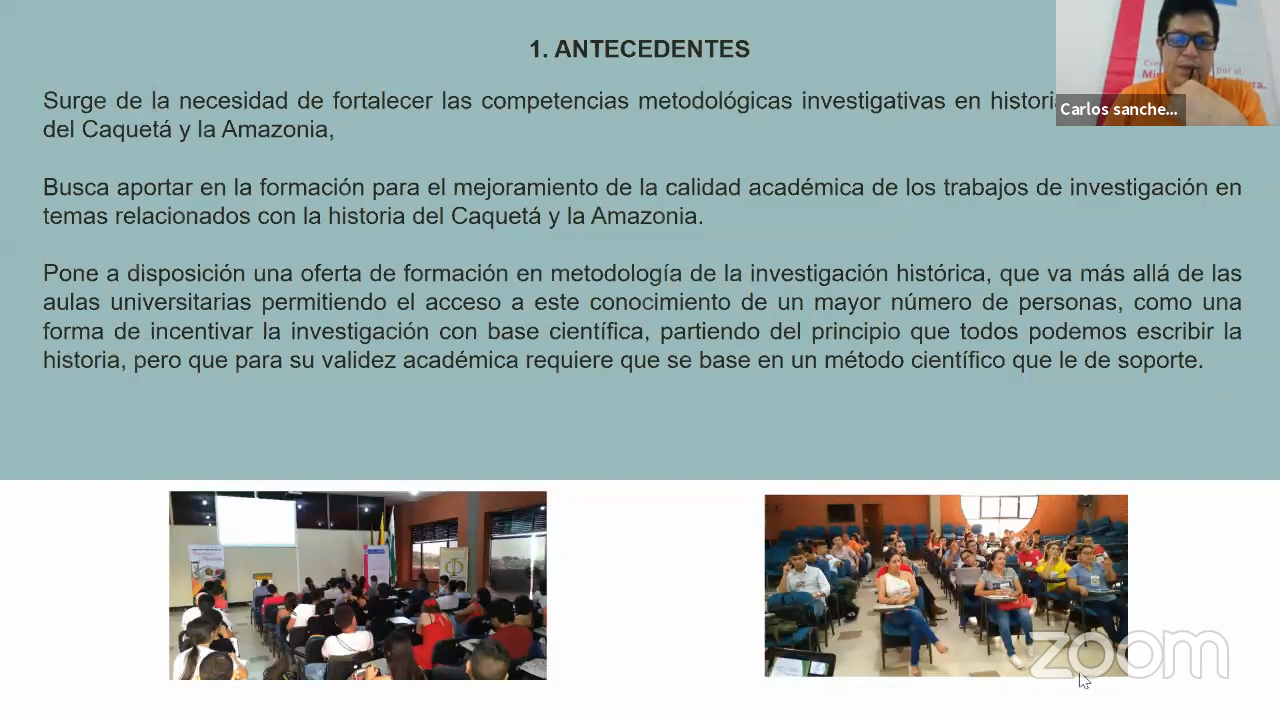 1. ANTECEDENTES
Surge de la necesidad de fortalecer las competencias metodológicas investigativas en historia
del Caquetá y la Amazonia,
Busca aportar en la formación para el mejoramiento de la calidad académica de los trabajos de investigación en
temas relacionados con la historia del Caquetá y la Amazonia.
Pone a disposición una oferta de formación en metodología de la investigación histórica, que va más allá de las
aulas universitarias permitiendo el acceso a este conocimiento de un mayor número de personas, como una
forma de incentivar la investigación con base científica, partiendo del principio que todos podemos escribir la
historia, pero que para su validez académica requiere que se base en un método científico que le de soporte.
Carlos sanche...
zoom